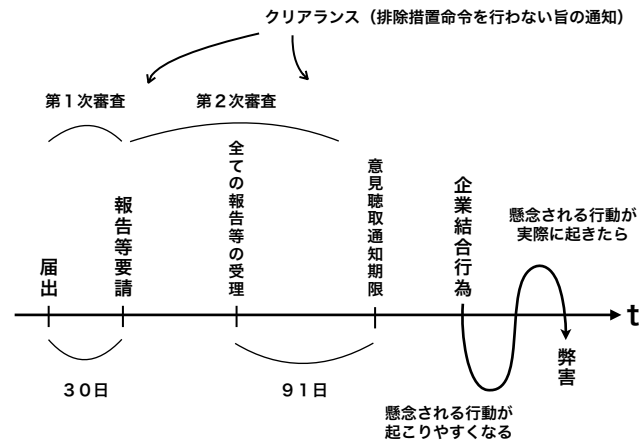 クリアランス（排除措置命令を行わない旨の通知）
第１次審査
第２次審査
届出
報告等要請
全ての報告等の受理
意見聴取通知期限
企業結合行為
懸念される行動が
実際に起きたら
t
弊害
３０日
９１日
懸念される行動が
起こりやすくなる